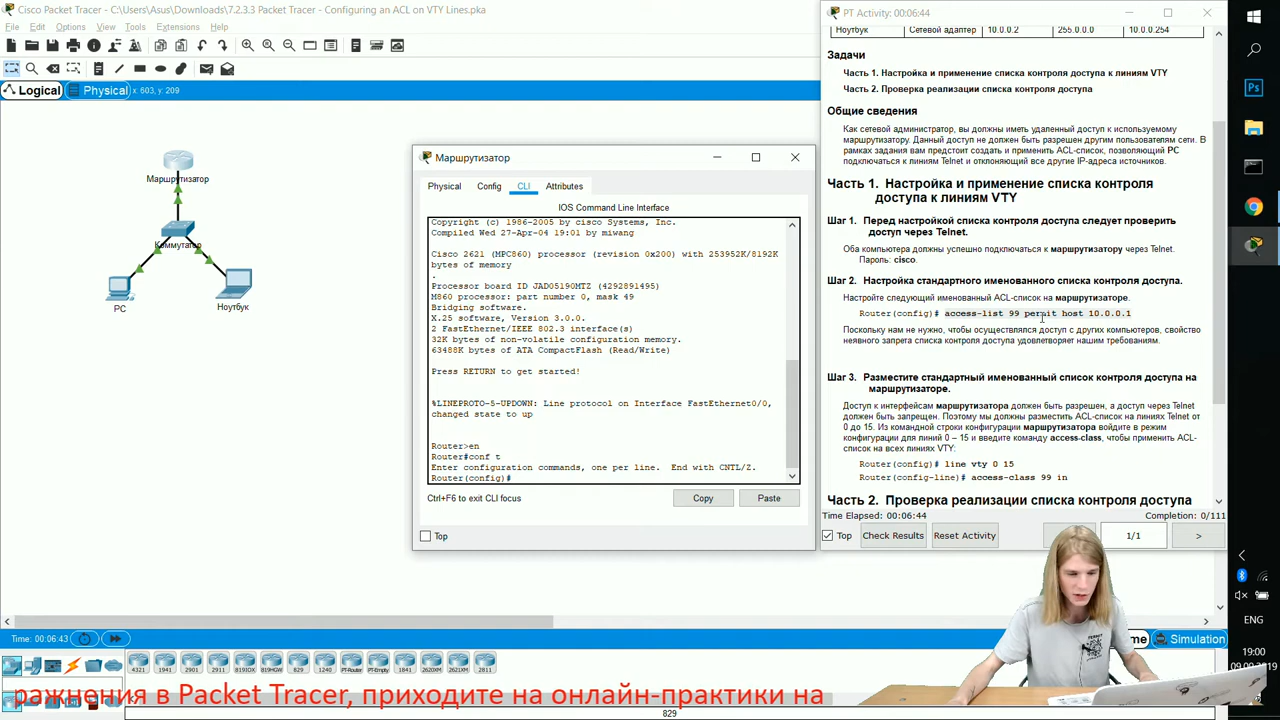 Cisco Packet Tracer - C:\Users\Asus\Downloads\7.2.3.3 Packet Tracer - Configuring an ACL on VTY Lines.pka
File Edit Options View Tools Extensions Help
Logical Physical x: 603, y: 209
Маршрутизатор
Коммутатор
PC
Ноутбук
Маршрутизатор
Physical Config CLI Attributes
IOS Command Line Interface
Copyright (c) 1986-2005 by cisco Systems, Inc.
Compiled Wed 27-Apr-04 19:01 by miwang
Cisco 2621 (MPC860) processor (revision 0x200) with 253952K/8192K
bytes of memory
.
Processor board ID JAD05190MTZ (4292891495)
M860 processor: part number 0, mask 49
Bridging software.
X.25 software, Version 3.0.0.
2 FastEthernet/IEEE 802.3 interface(s)
32K bytes of non-volatile configuration memory.
63488K bytes of ATA CompactFlash (Read/Write)
Press RETURN to get started!
%LINEPROTO-5-UPDOWN: Line protocol on Interface FastEthernet0/0,
changed state to up
Router>en
Router#conf t
Enter configuration commands, one per line.  End with CNTL/Z.
Router(config)#
Ctrl+F6 to exit CLI focus
Copy
Paste
Top
PT Activity: 00:06:44
Ноутбук Сетевой адаптер 10.0.0.2 255.0.0.0 10.0.0.254
Задачи
Часть 1. Настройка и применение списка контроля доступа к линиям VTY
Часть 2. Проверка реализации списка контроля доступа
Общие сведения
Как сетевой администратор, вы должны иметь удаленный доступ к используемому
маршрутизатору. Данный доступ не должен быть разрешен другим пользователям сети. В
рамках задания вам предстоит создать и применить ACL-список, позволяющий PC
подключаться к линиям Telnet и отклоняющий все другие IP-адреса источников.
Часть 1. Настройка и применение списка контроля
доступа к линиям VTY
Шаг 1. Перед настройкой списка контроля доступа следует проверить
доступ через Telnet.
Оба компьютера должны успешно подключаться к маршрутизатору через Telnet.
Пароль: cisco.
Шаг 2. Настройка стандартного именованного списка контроля доступа.
Настройте следующий именованный ACL-список на маршрутизаторе.
Router(config)# access-list 99 permit host 10.0.0.1
Поскольку нам не нужно, чтобы осуществлялся доступ с других компьютеров, свойство
неявного запрета списка контроля доступа удовлетворяет нашим требованиям.
Шаг 3. Разместите стандартный именованный список контроля доступа на
маршрутизаторе.
Доступ к интерфейсам маршрутизатора должен быть разрешен, а доступ через Telnet
должен быть запрещен. Поэтому мы должны разместить ACL-список на линиях Telnet от
0 до 15. Из командной строки конфигурации маршрутизатора войдите в режим
конфигурации для линий 0 – 15 и введите команду access-class, чтобы применить ACL-
список на всех линиях VTY:
Router(config)# line vty 0 15
Router(config-line)# access-class 99 in
Часть 2. Проверка реализации списка контроля доступа
Time Elapsed: 00:06:44 Completion: 0/111
Top Check Results Reset Activity 1/1 >
Time: 00:06:43
Simulation
4321 1941 2901 2911 819IOX 819HGW 829 1240 PT-Router PT-Empty 1841 2620XM 2621XM 2811
ражнения в Packet Tracer, приходите на онлайн-практики на
829
Ps
ENG
19:00